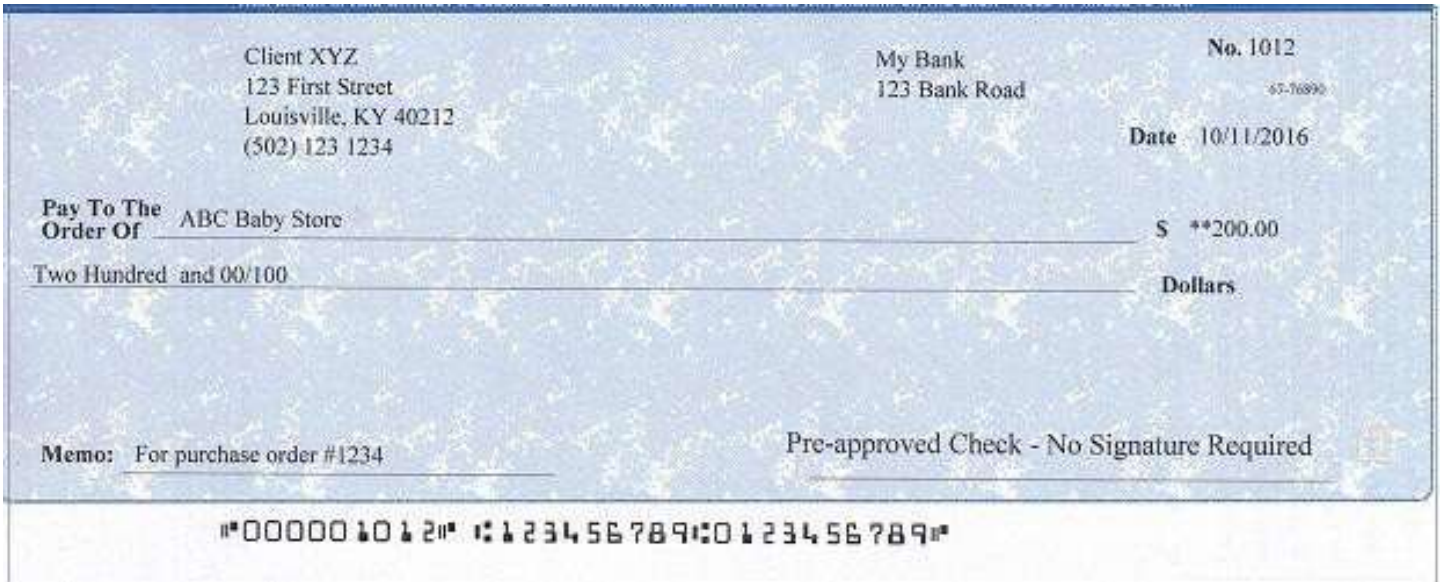 Client XYZ
123 First Street
Louisville, KY 40212
(502) 123 1234
My Bank
123 Bank Road
No. 1012
67-76890
Date 10/11/2016
Pay To The
Order Of ABC Baby Store
$ **200.00
Two Hundred and 00/100
Dollars
Memo: For purchase order #1234
Pre-approved Check - No Signature Required
⑈000001012⑈ ⑆123456789⑆0123456789⑈